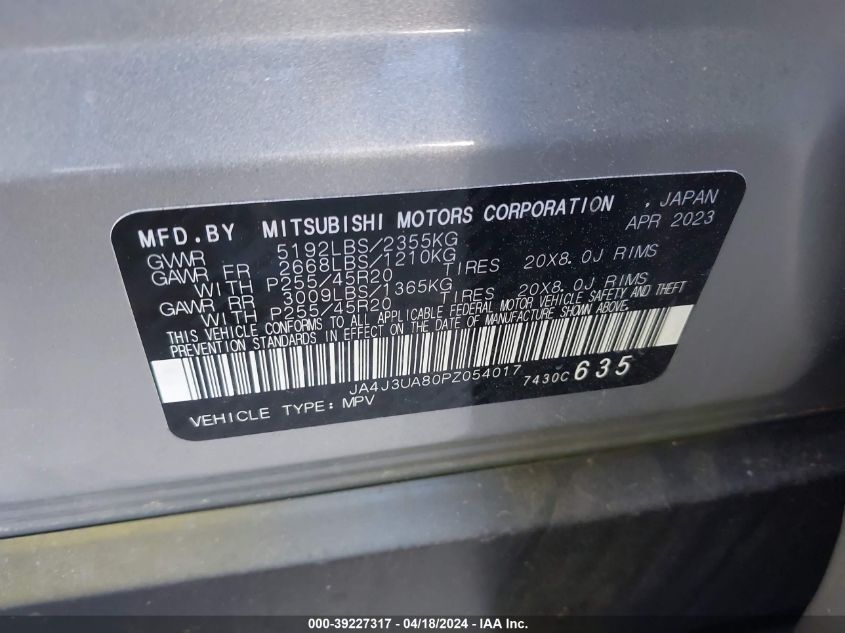 MFD.BY MITSUBISHI MOTORS CORPORATION , JAPAN
APR 2023
GVWR 5192LBS/2355KG
GAWR FR 2668LBS/1210KG
WITH P255/45R20 TIRES 20X8.0J RIMS
GAWR RR 3009LBS/1365KG
WITH P255/45R20 TIRES 20X8.0J RIMS
THIS VEHICLE CONFORMS TO ALL APPLICABLE FEDERAL MOTOR VEHICLE SAFETY AND THEFT
PREVENTION STANDARDS IN EFFECT ON THE DATE OF MANUFACTURE SHOWN ABOVE.
JA4J3UA80PZ054017 7430C 635
VEHICLE TYPE: MPV
000-39227317 - 04/18/2024 - IAA Inc.